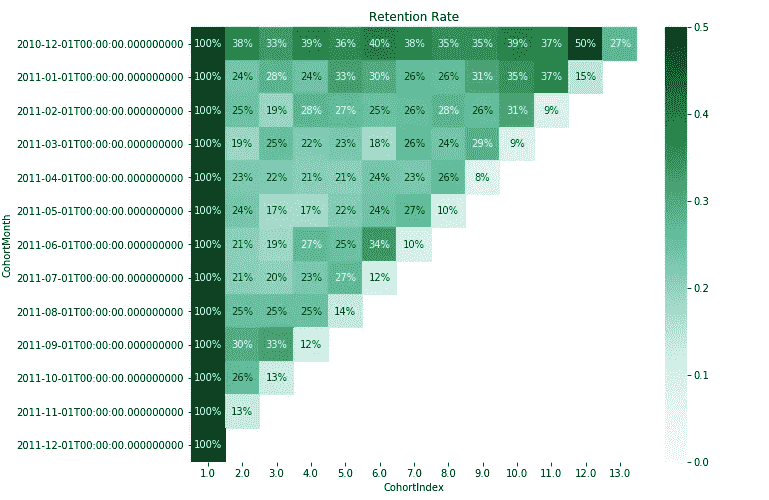 Retention Rate
CohortMonth
2010-12-01T00:00:00.000000000 100% 38% 33% 39% 36% 40% 38% 35% 35% 39% 37% 50% 27%
2011-01-01T00:00:00.000000000 100% 24% 28% 24% 33% 30% 26% 26% 31% 35% 37% 15%
2011-02-01T00:00:00.000000000 100% 25% 19% 28% 27% 25% 26% 28% 26% 31% 9%
2011-03-01T00:00:00.000000000 100% 19% 25% 22% 23% 18% 26% 24% 29% 9%
2011-04-01T00:00:00.000000000 100% 23% 22% 21% 21% 24% 23% 26% 8%
2011-05-01T00:00:00.000000000 100% 24% 17% 17% 22% 24% 27% 10%
2011-06-01T00:00:00.000000000 100% 21% 19% 27% 25% 34% 10%
2011-07-01T00:00:00.000000000 100% 21% 20% 23% 27% 12%
2011-08-01T00:00:00.000000000 100% 25% 25% 25% 14%
2011-09-01T00:00:00.000000000 100% 30% 33% 12%
2011-10-01T00:00:00.000000000 100% 26% 13%
2011-11-01T00:00:00.000000000 100% 13%
2011-12-01T00:00:00.000000000 100%
1.0 2.0 3.0 4.0 5.0 6.0 7.0 8.0 9.0 10.0 11.0 12.0 13.0
CohortIndex
0.5
0.4
0.3
0.2
0.1
0.0